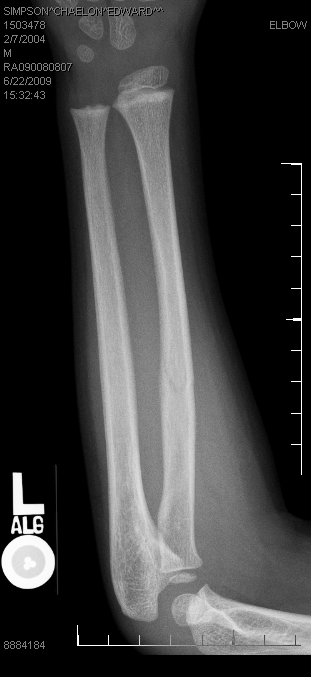 SIMPSON^CHAELON^EDWARD^^
1503478
2/7/2004
M
RA090080807
6/22/2009
15:32:43
ELBOW
L
ALG
8884184